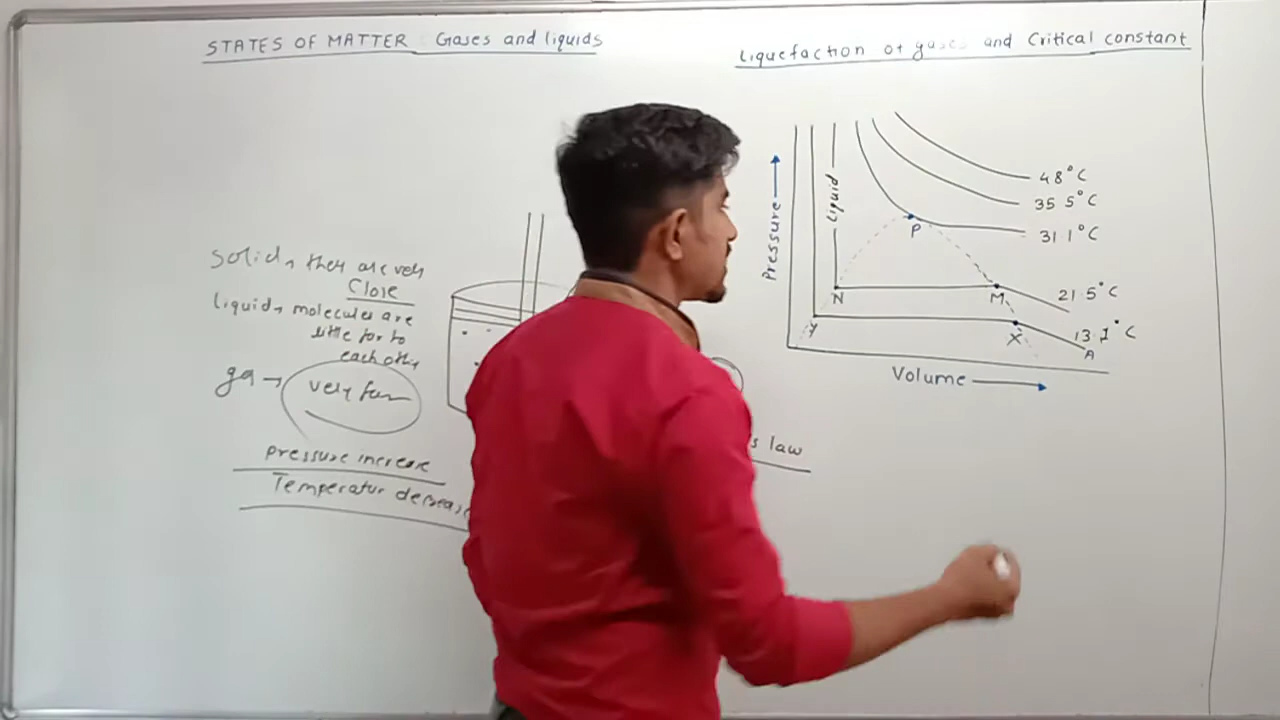 STATES OF MATTER Gases and liquids
Liquefaction of gases and Critical constant
Solid → they are very
Close
liquid → molecules are
little far to
each other
ga →
very far
pressure increase
Temperatur decrease
s law
Pressure
Liquid
48°C
35 5°C
31 1°C
21 5°C
13.1°C
P
N
M
Y
X
A
Volume